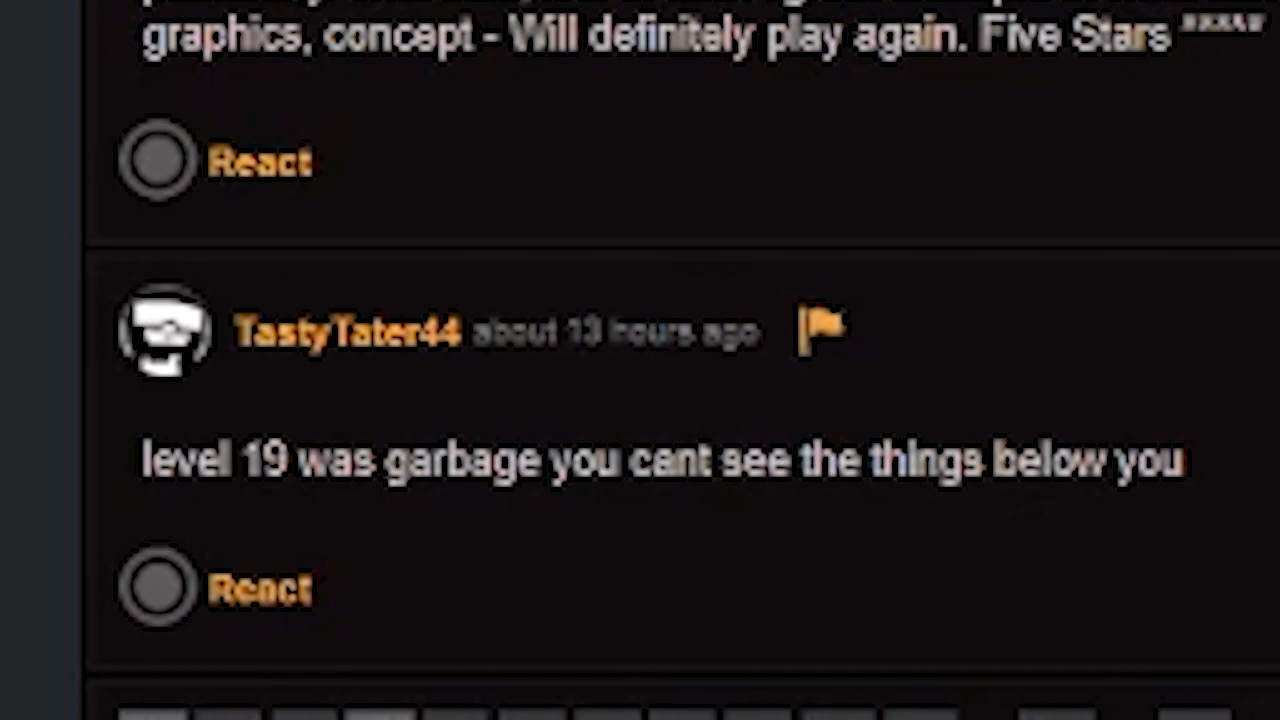 graphics, concept - Will definitely play again. Five Stars *****
React
TastyTater44 about 13 hours ago
level 19 was garbage you cant see the things below you
React